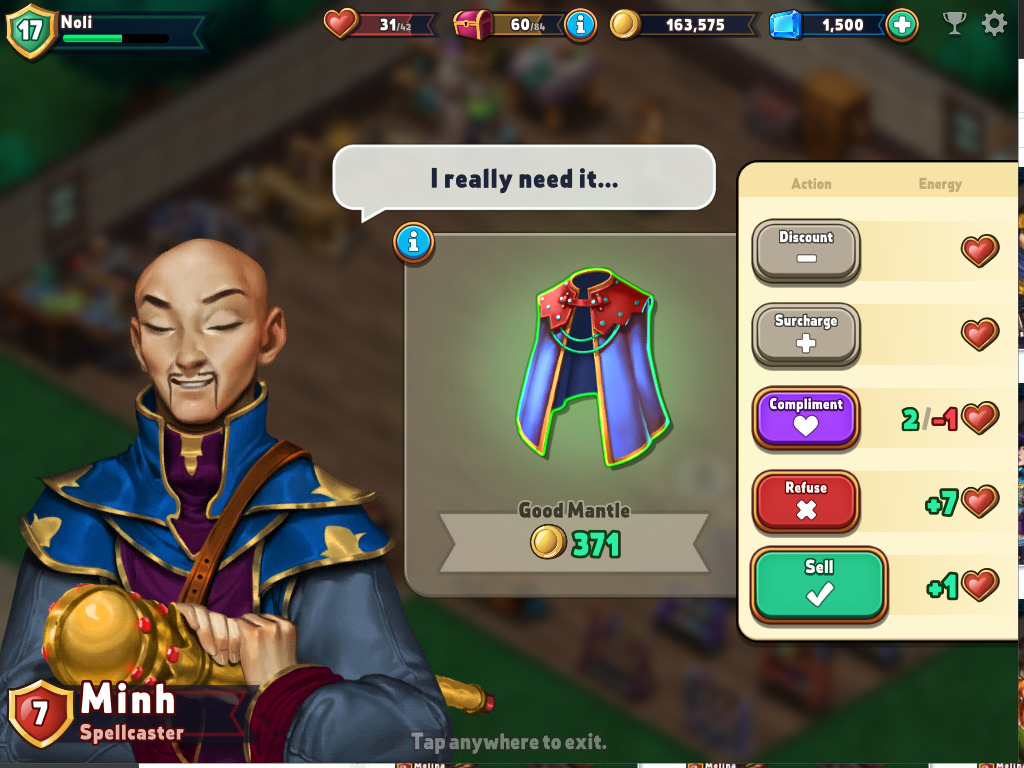 17
Noli
31/42
60/84
i
163,575
1,500
I really need it...
i
Good Mantle
371
Action Energy
Discount
Surcharge
Compliment
2/-1
Refuse
+7
Sell
+1
7
Minh
Spellcaster
Tap anywhere to exit.